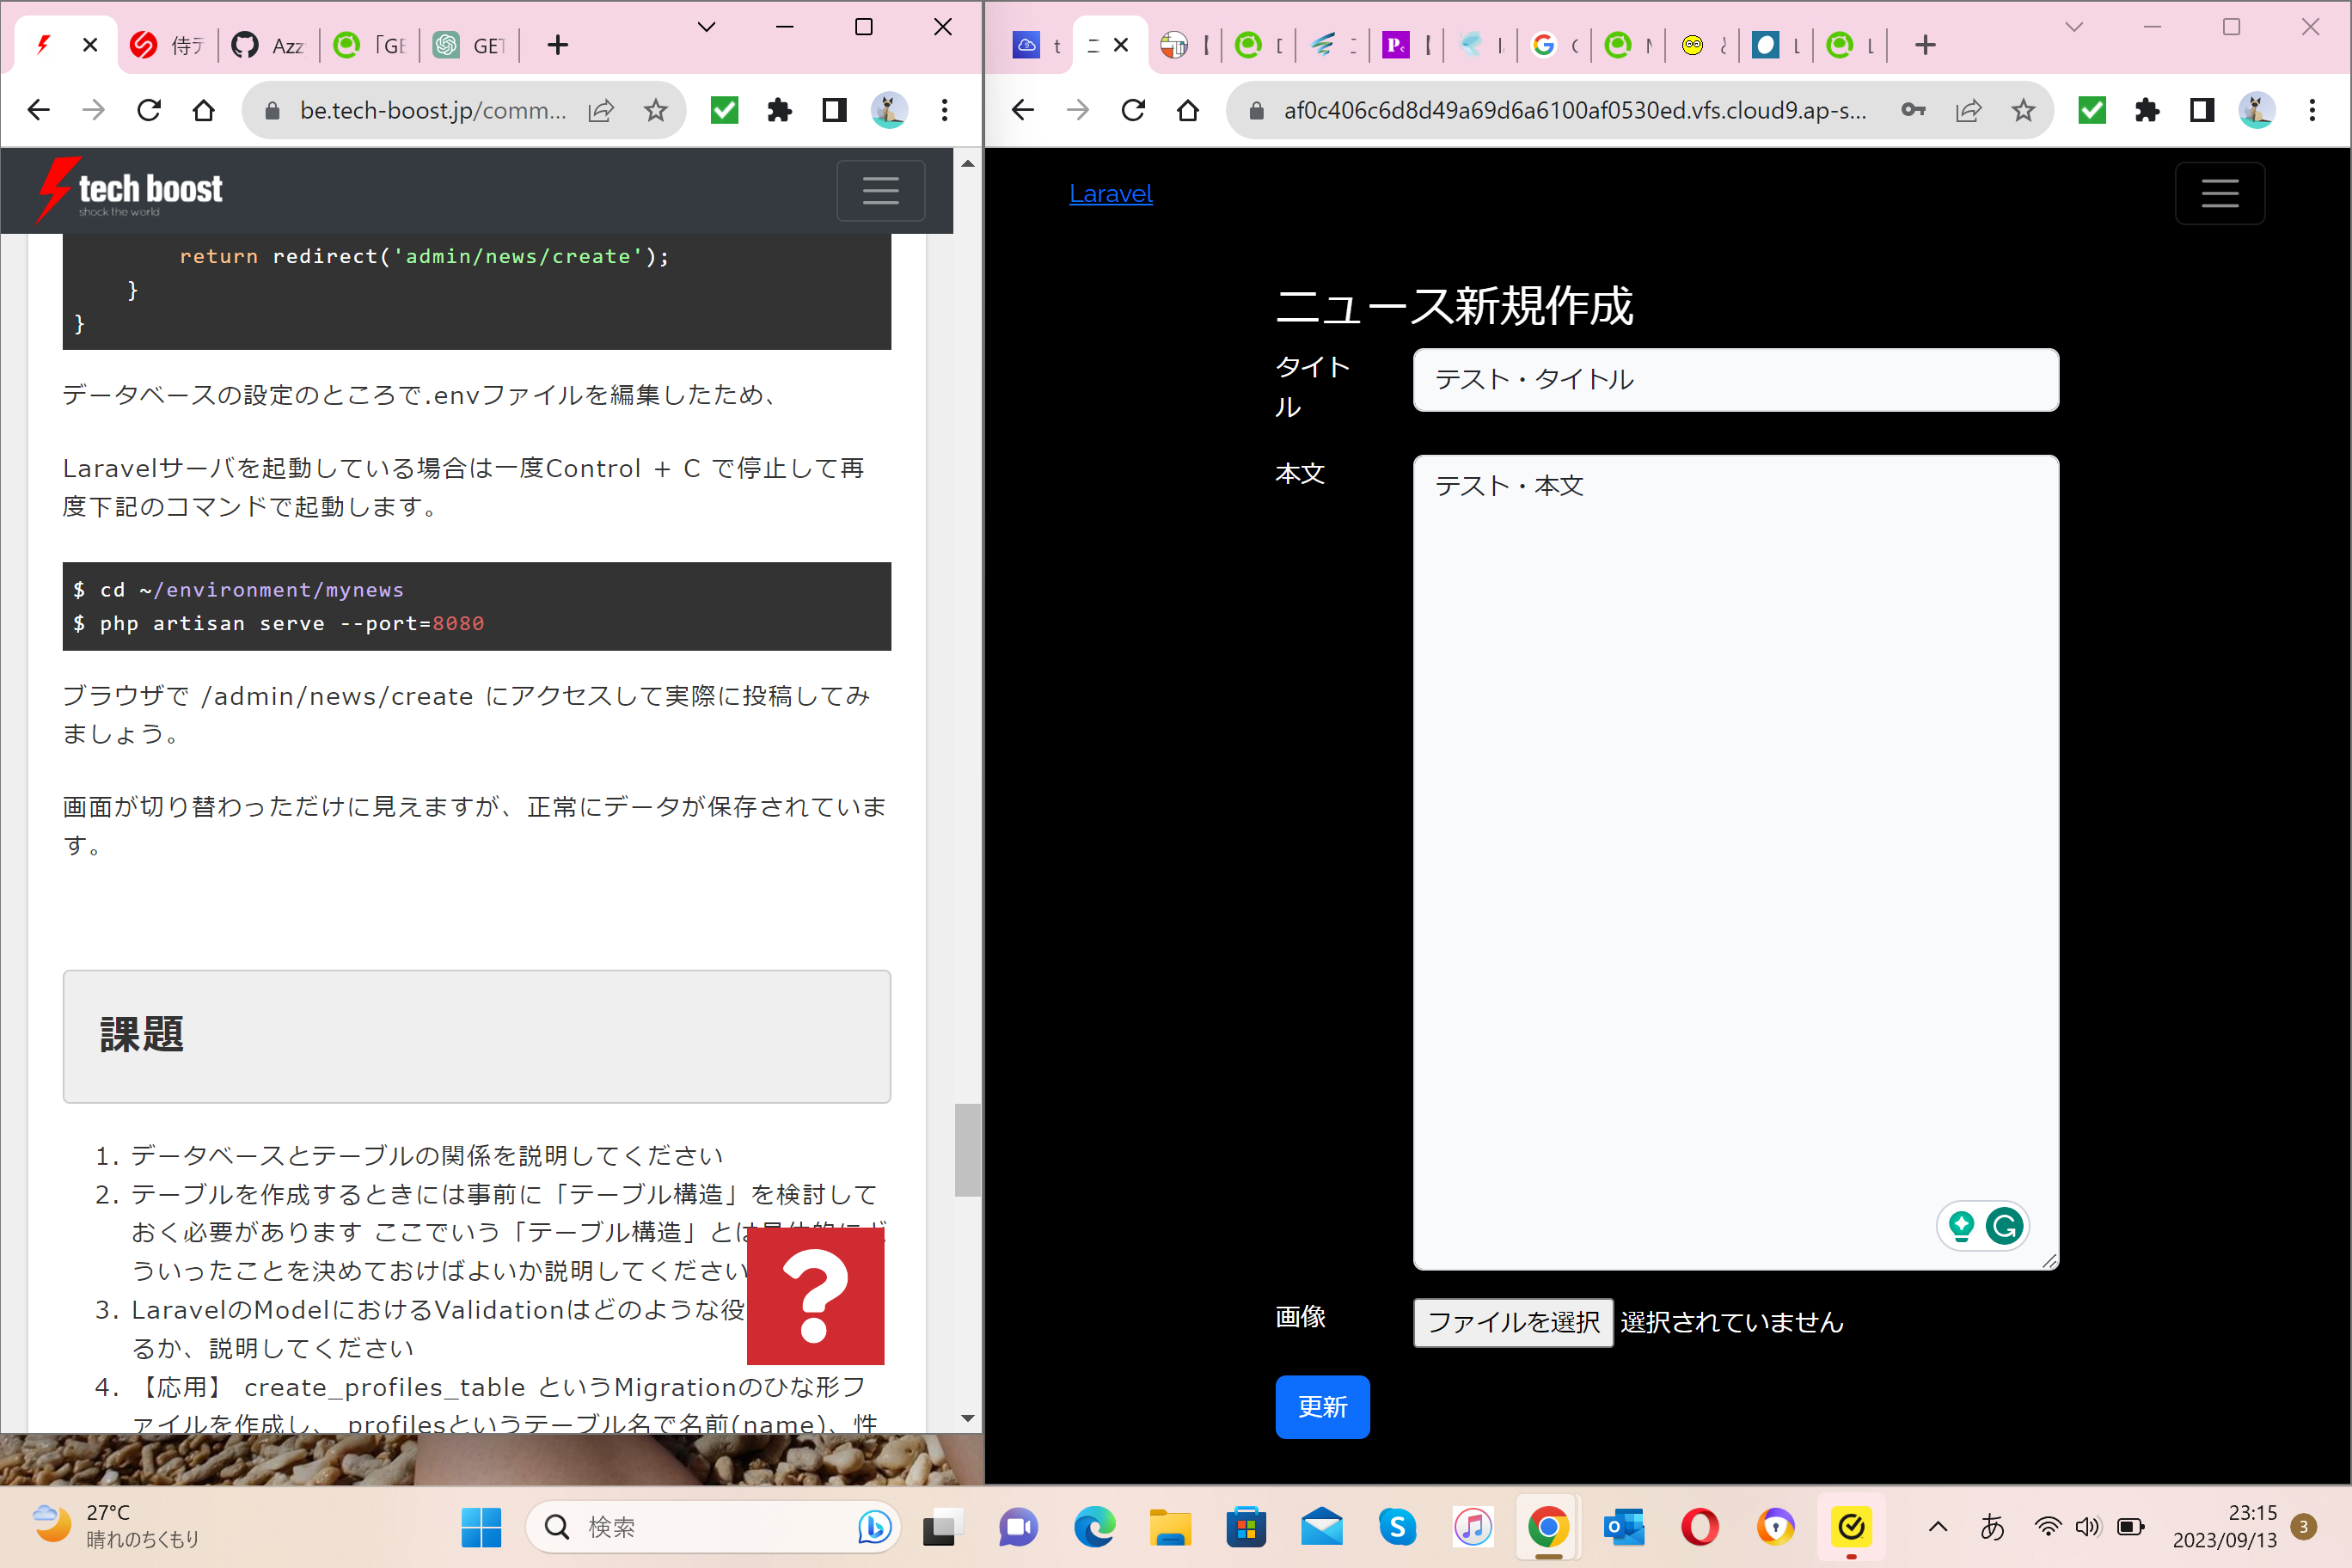 侍テ
Azz
「GE
GET
be.tech-boost.jp/comm...
tech boost
shock the world
return redirect('admin/news/create');
}
}
データベースの設定のところで.envファイルを編集したため、
Laravelサーバを起動している場合は一度Control + C で停止して再
度下記のコマンドで起動します。
$ cd ~/environment/mynews
$ php artisan serve --port=8080
ブラウザで /admin/news/create にアクセスして実際に投稿してみ
ましょう。
画面が切り替わっただけに見えますが、正常にデータが保存されていま
す。
課題
1. データベースとテーブルの関係を説明してください
2. テーブルを作成するときには事前に「テーブル構造」を検討して
おく必要があります ここでいう「テーブル構造」とは
ういったことを決めておけばよいか説明してください
3. LaravelのModelにおけるValidationはどのような役
るか、説明してください
4. 【応用】 create_profiles_table というMigrationのひな形フ
ァイルを作成し、 profilesというテーブル名で名前(name)、性
?
af0c406c6d8d49a69d6a6100af0530ed.vfs.cloud9.ap-s...
Laravel
ニュース新規作成
タイト
ル
テスト・タイトル
本文
テスト・本文
画像
ファイルを選択 選択されていません
更新
27°C
晴れのちくもり
検索
あ
23:15
2023/09/13
3